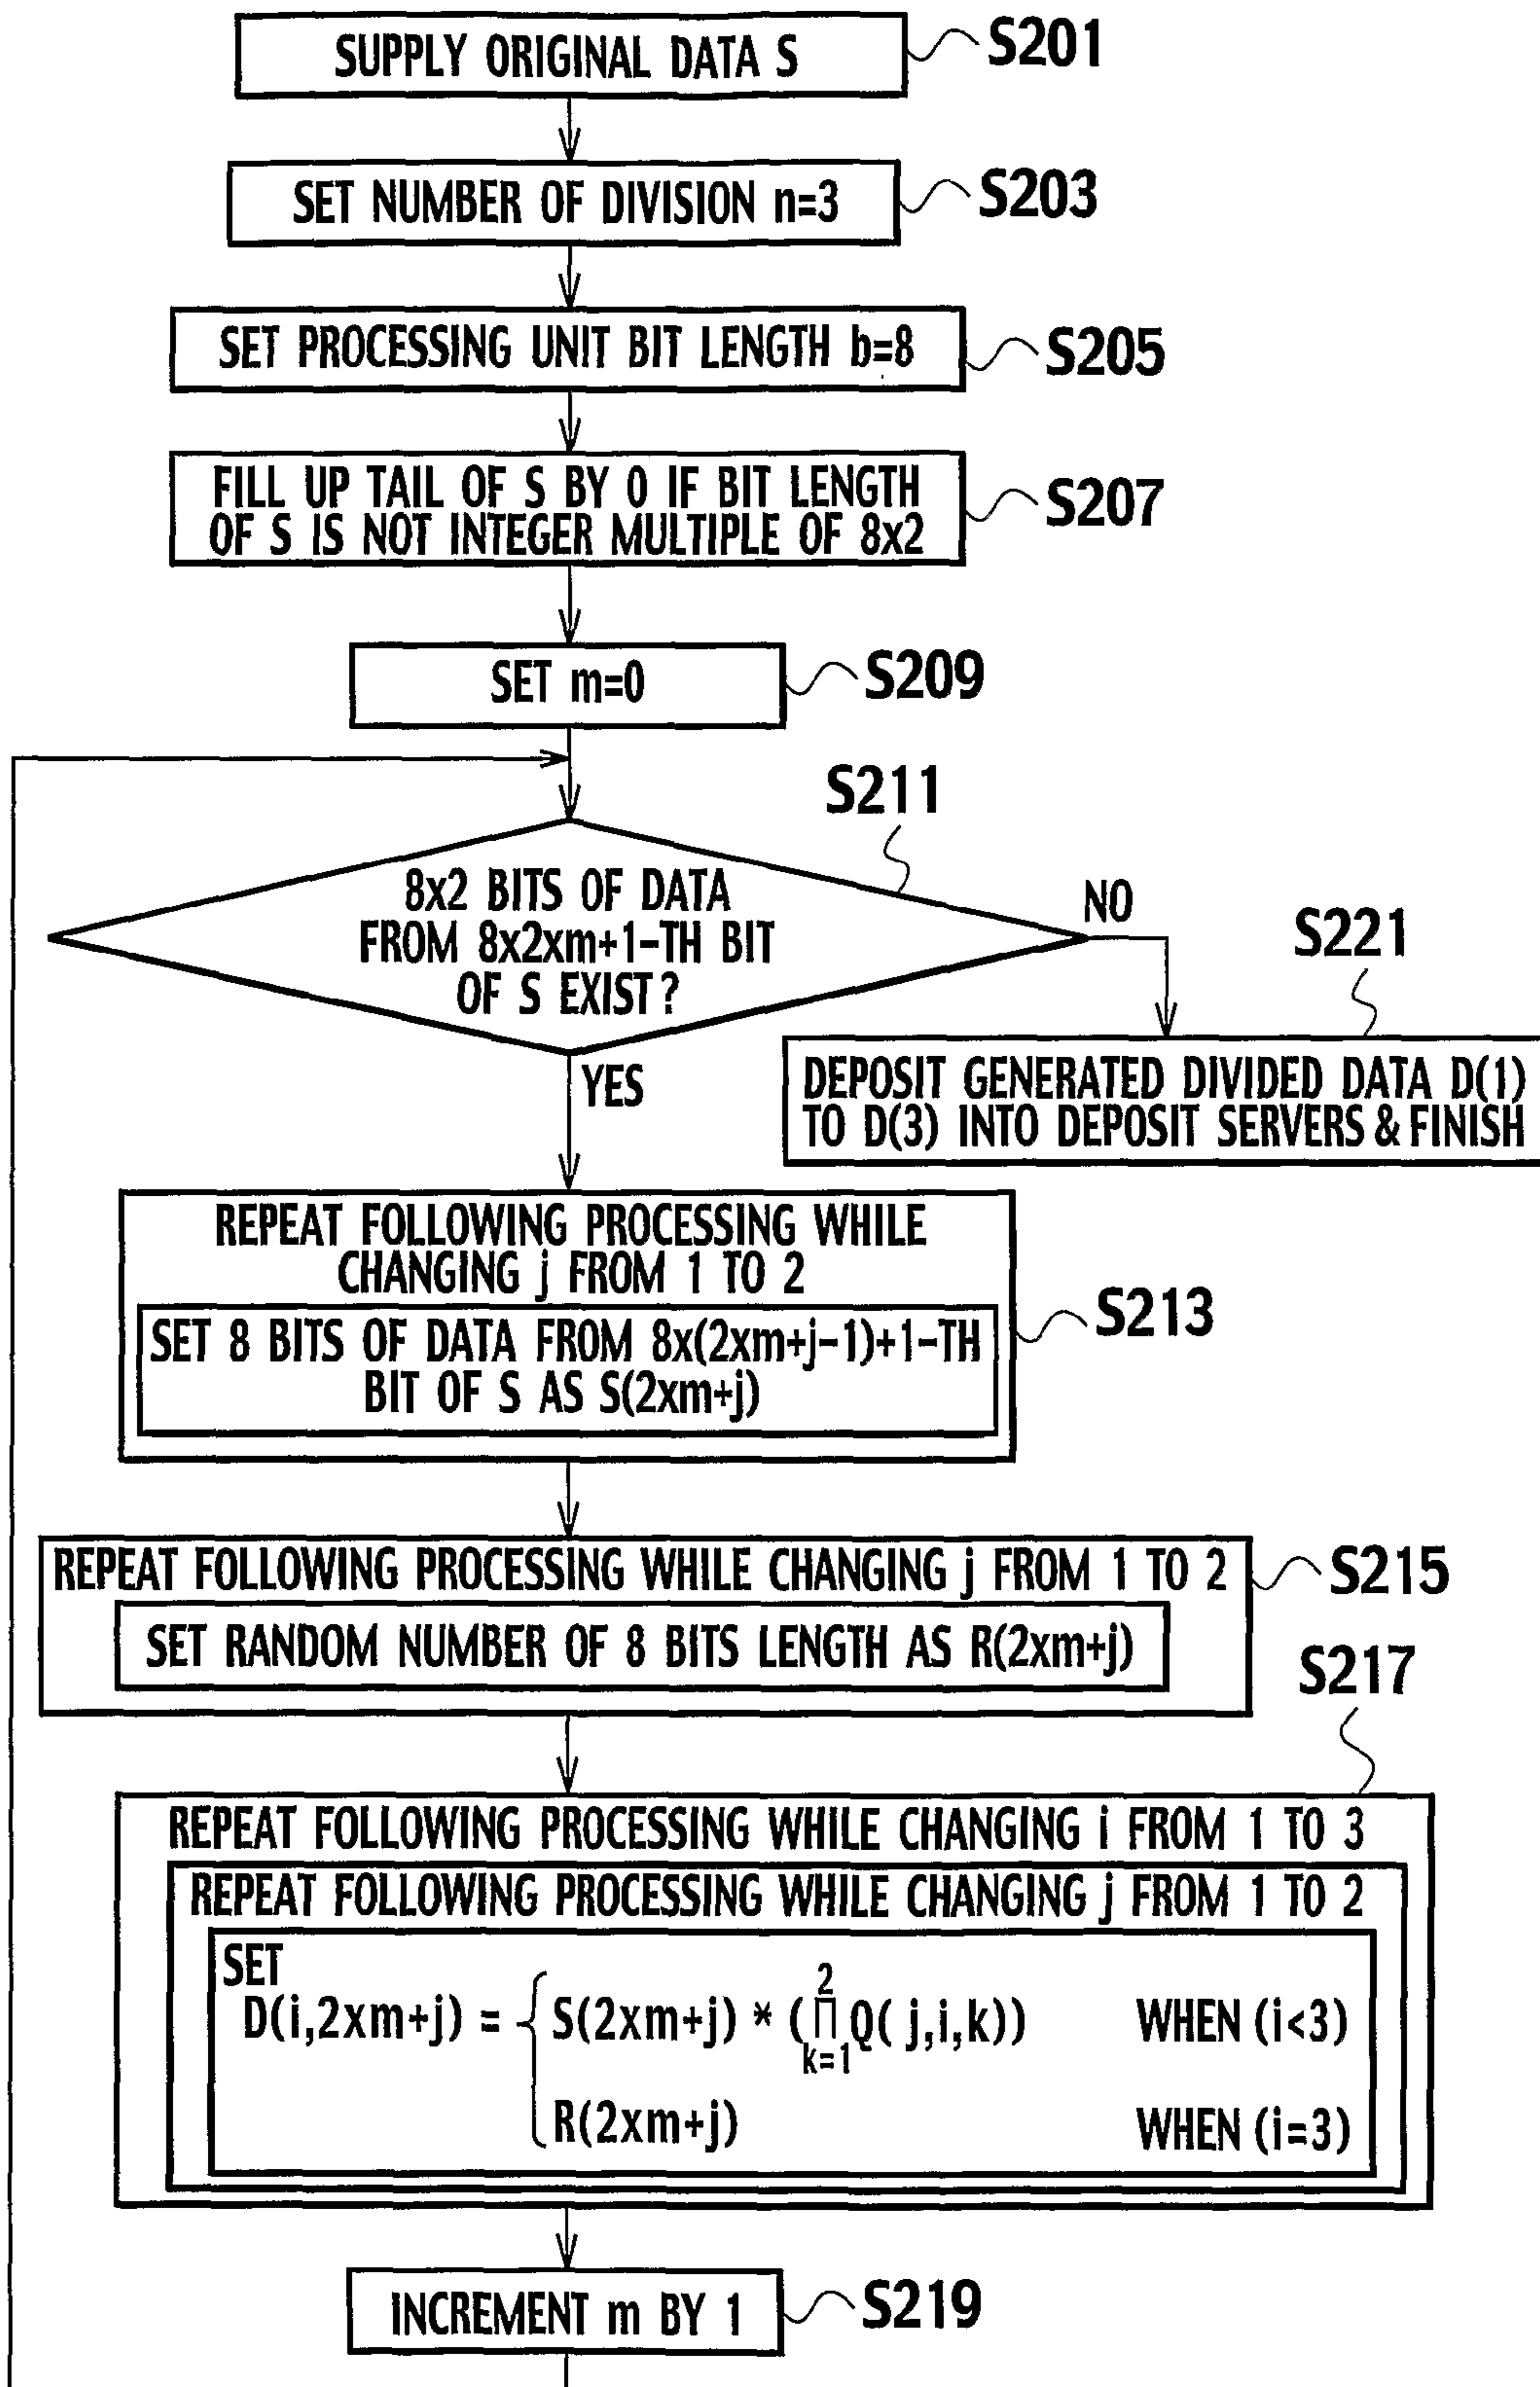 SUPPLY ORIGINAL DATA S
S201
SET NUMBER OF DIVISION n=3
S203
SET PROCESSING UNIT BIT LENGTH b=8
S205
FILL UP TAIL OF S BY 0 IF BIT LENGTH
OF S IS NOT INTEGER MULTIPLE OF 8x2
S207
SET m=0
S209
S211
8x2 BITS OF DATA
FROM 8x2xm+1-TH BIT
OF S EXIST?
NO
YES
S221
DEPOSIT GENERATED DIVIDED DATA D(1)
TO D(3) INTO DEPOSIT SERVERS & FINISH
REPEAT FOLLOWING PROCESSING WHILE
CHANGING j FROM 1 TO 2
S213
SET 8 BITS OF DATA FROM 8x(2xm+j-1)+1-TH
BIT OF S AS S(2xm+j)
REPEAT FOLLOWING PROCESSING WHILE CHANGING j FROM 1 TO 2
S215
SET RANDOM NUMBER OF 8 BITS LENGTH AS R(2xm+j)
S217
REPEAT FOLLOWING PROCESSING WHILE CHANGING i FROM 1 TO 3
REPEAT FOLLOWING PROCESSING WHILE CHANGING j FROM 1 TO 2
SET
D(i,2xm+j) = { S(2xm+j) * (∏ k=1 2 Q( j,i,k)) WHEN (i<3)
R(2xm+j) WHEN (i=3)
INCREMENT m BY 1
S219